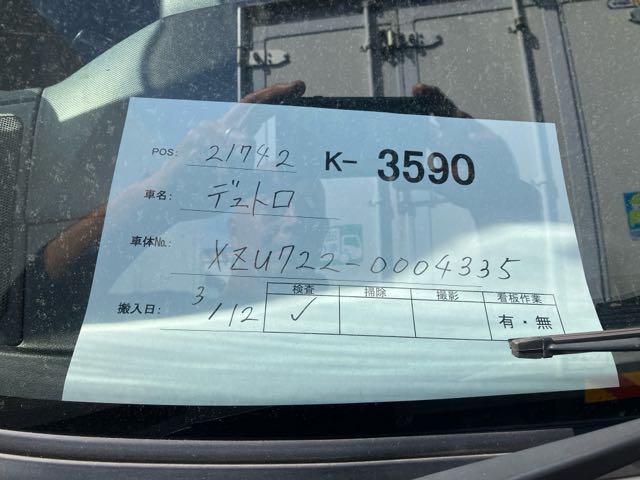 POS: 21742 K- 3590
車名: デュトロ
車体No.: XZU722-0004335
搬入日: 3/12
検査 掃除 撮影 看板作業
✓ 有・無